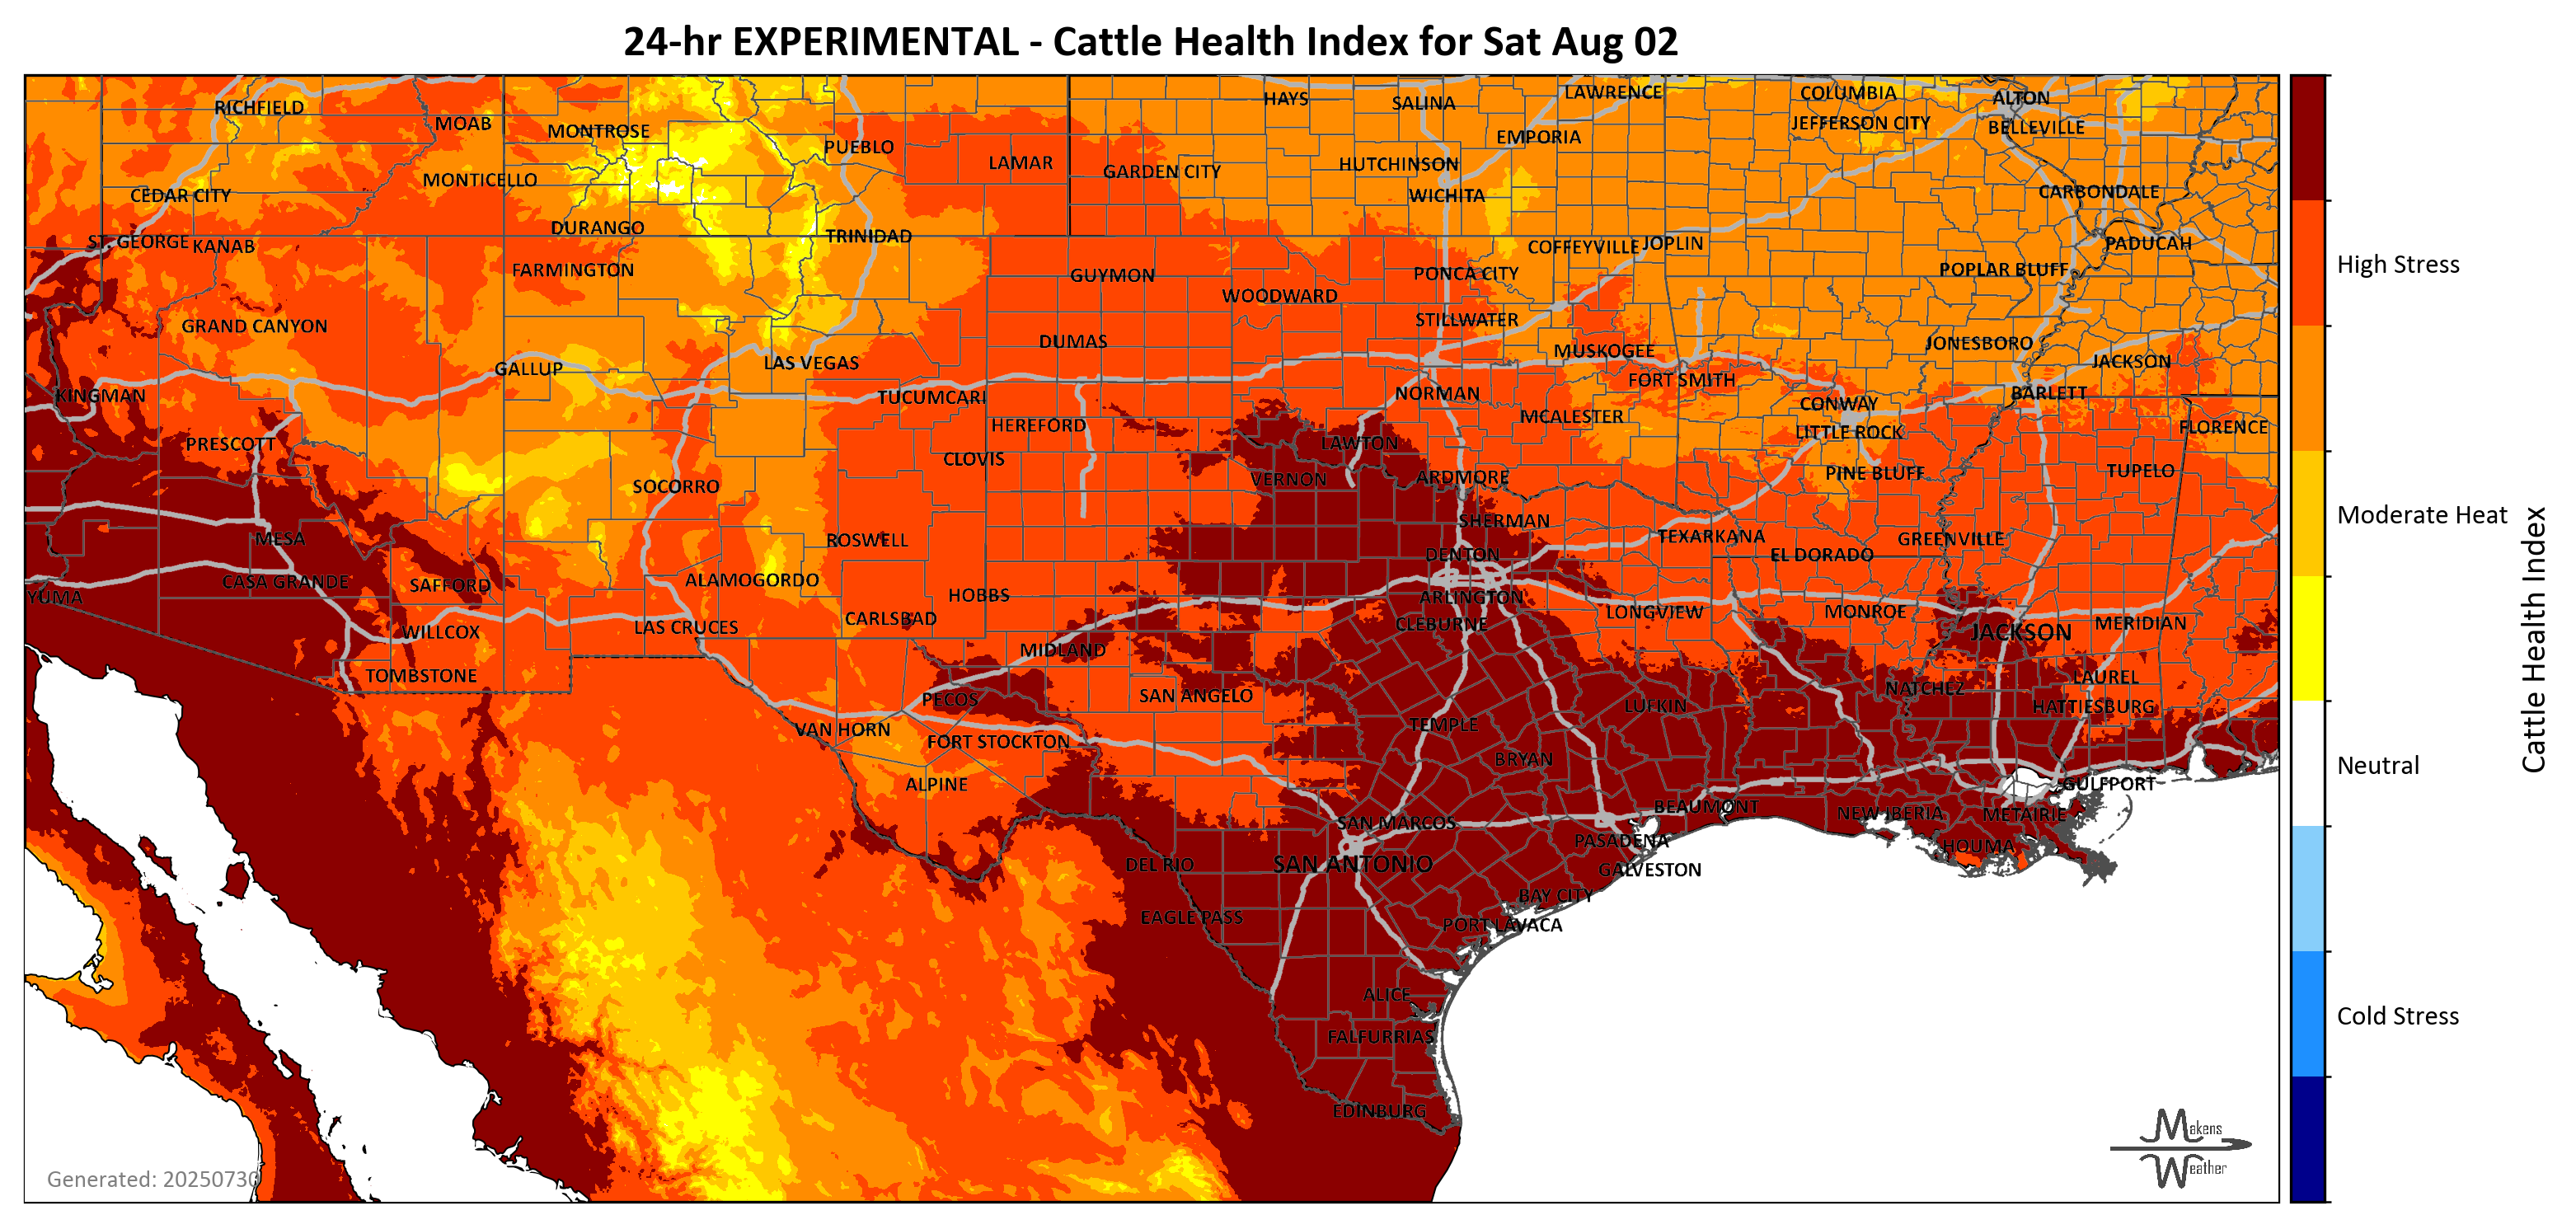 24-hr EXPERIMENTAL - Cattle Health Index for Sat Aug 02
RICHFIELD
MOAB
MONTROSE
PUEBLO
LAMAR
GARDEN CITY
HAYS
SALINA
LAWRENCE
EMPORIA
COLUMBIA
JEFFERSON CITY
ALTON
BELLEVILLE
CEDAR CITY
MONTICELLO
HUTCHINSON
WICHITA
CARBONDALE
ST. GEORGE
KANAB
DURANGO
TRINIDAD
COFFEYVILLE
JOPLIN
PADUCAH
High Stress
FARMINGTON
GUYMON
WOODWARD
PONCA CITY
POPLAR BLUFF
GRAND CANYON
DUMAS
STILLWATER
MUSKOGEE
JONESBORO
JACKSON
GALLUP
LAS VEGAS
KINGMAN
TUCUMCARI
NORMAN
FORT SMITH
CONWAY
BARLETT
PRESCOTT
HEREFORD
LAWTON
MCALESTER
LITTLE ROCK
FLORENCE
CLOVIS
SOCORRO
VERNON
ARDMORE
PINE BLUFF
TUPELO
Moderate Heat
SHERMAN
MESA
ROSWELL
DENTON
TEXARKANA
EL DORADO
GREENVILLE
CASA GRANDE
SAFFORD
ALAMOGORDO
HOBBS
ARLINGTON
YUMA
WILLCOX
LAS CRUCES
CARLSBAD
CLEBURNE
LONGVIEW
MONROE
JACKSON
MERIDIAN
Cattle Health Index
TOMBSTONE
MIDLAND
PECOS
SAN ANGELO
LUFKIN
NATCHEZ
LAUREL
HATTIESBURG
VAN HORN
FORT STOCKTON
TEMPLE
BRYAN
Neutral
ALPINE
GULFPORT
SAN MARCOS
BEAUMONT
NEW IBERIA
METAIRIE
DEL RIO
SAN ANTONIO
PASADENA
GALVESTON
HOUMA
EAGLE PASS
BAY CITY
PORT LAVACA
ALICE
FALFURRIAS
Cold Stress
EDINBURG
Makens
Weather
Generated: 20250730